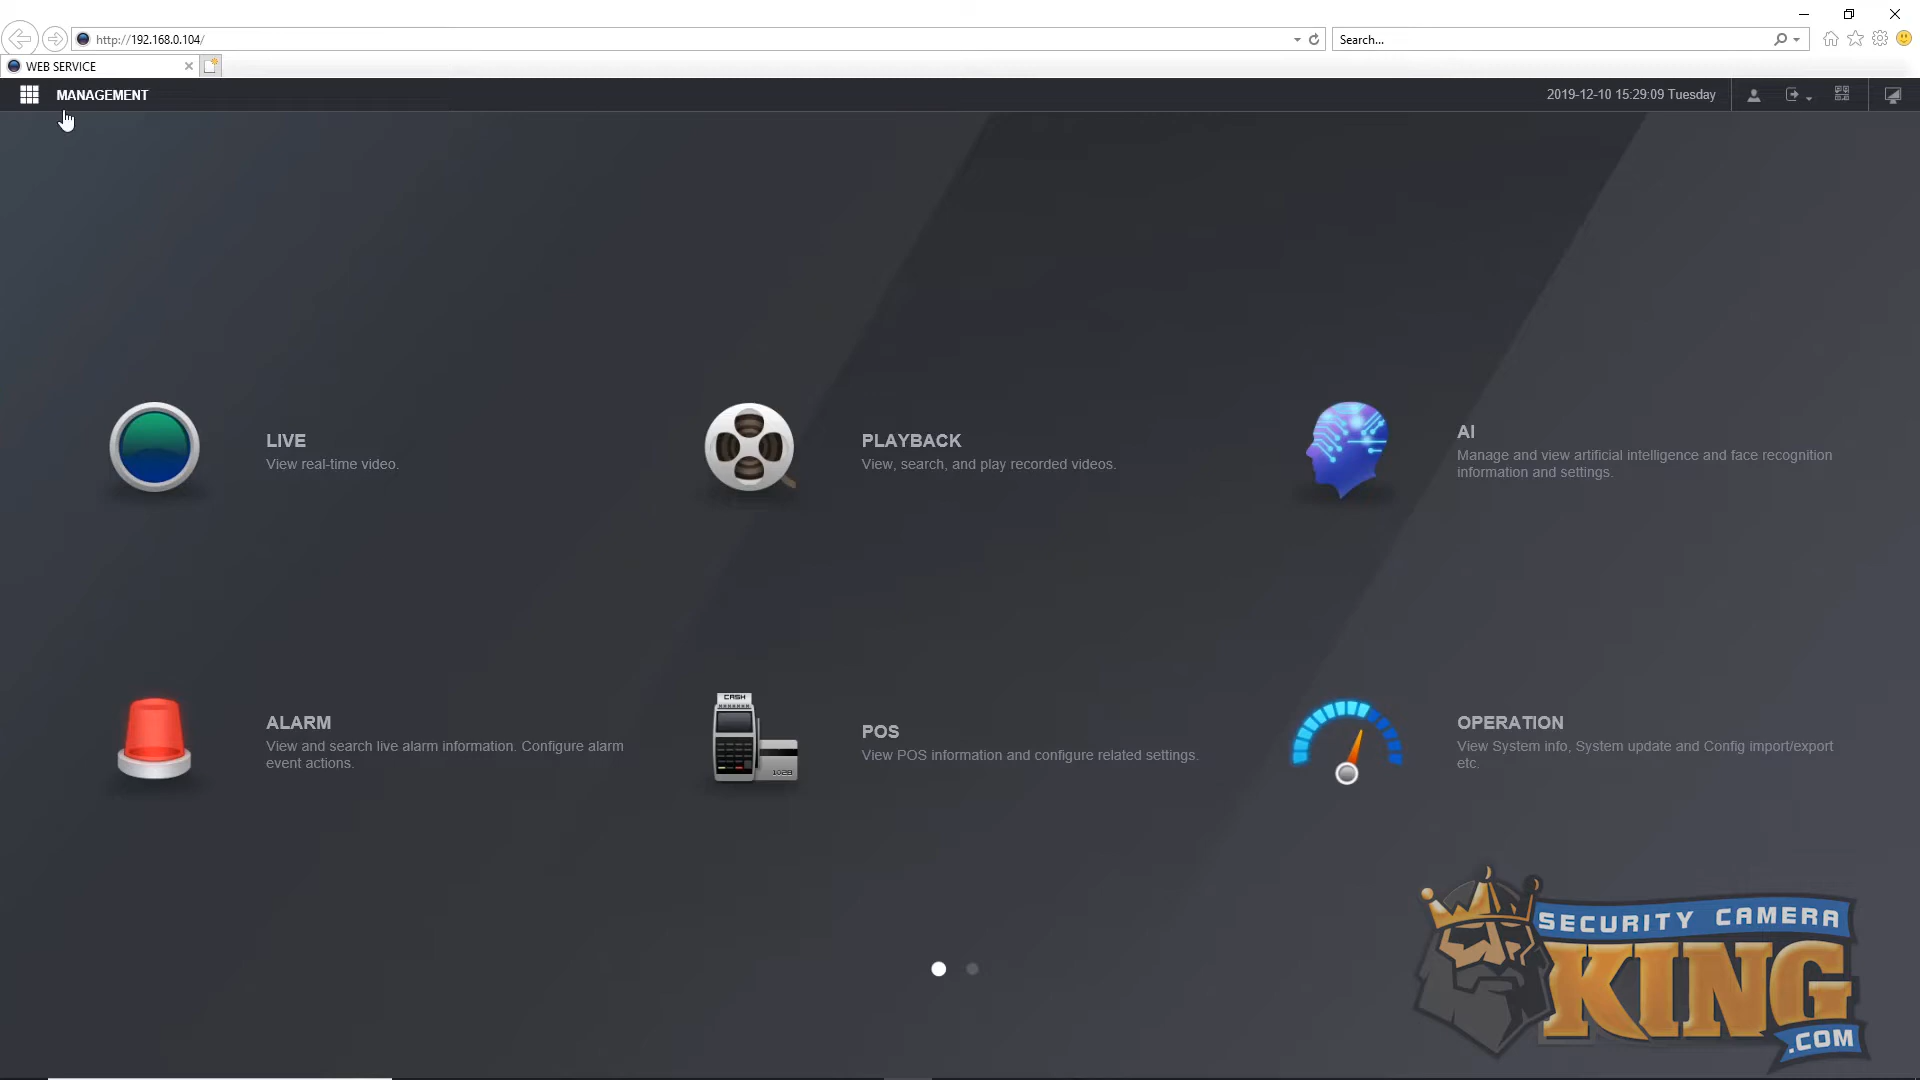 http://192.168.0.104/
Search...
WEB SERVICE
MANAGEMENT
2019-12-10 15:29:09 Tuesday
LIVE
View real-time video.
PLAYBACK
View, search, and play recorded videos.
AI
Manage and view artificial intelligence and face recognition
information and settings.
ALARM
View and search live alarm information. Configure alarm
event actions.
CASH
1028
POS
View POS information and configure related settings.
OPERATION
View System info, System update and Config import/export
etc.
SECURITY CAMERA
KING
.COM